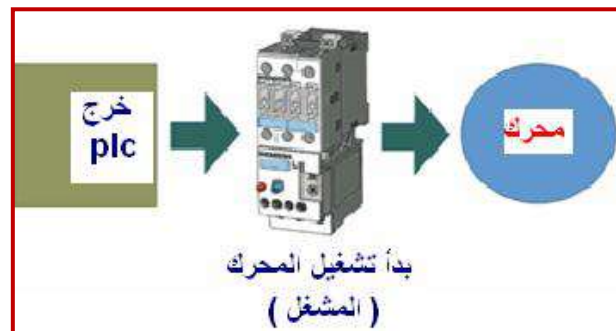 خرج
plc
محرك
بدأ تشغيل المحرك
( المشغل )